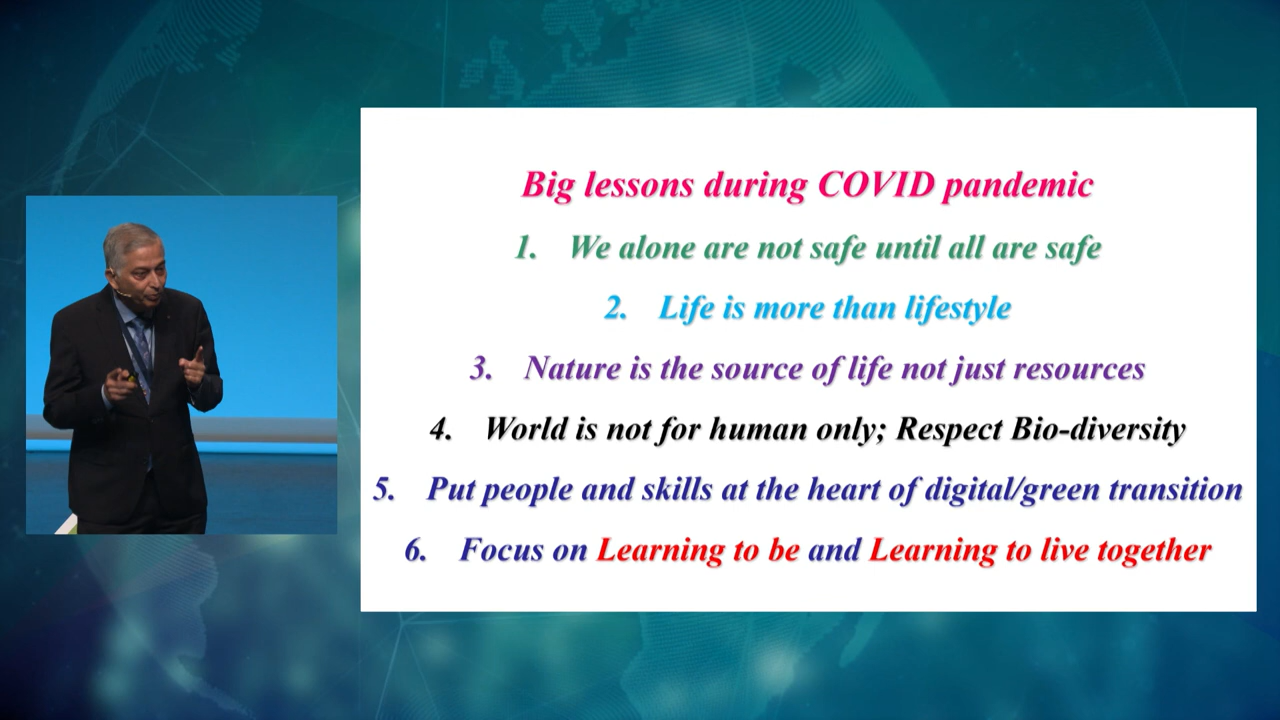 Big lessons during COVID pandemic
1. We alone are not safe until all are safe
2. Life is more than lifestyle
3. Nature is the source of life not just resources
4. World is not for human only; Respect Bio-diversity
5. Put people and skills at the heart of digital/green transition
6. Focus on Learning to be and Learning to live together